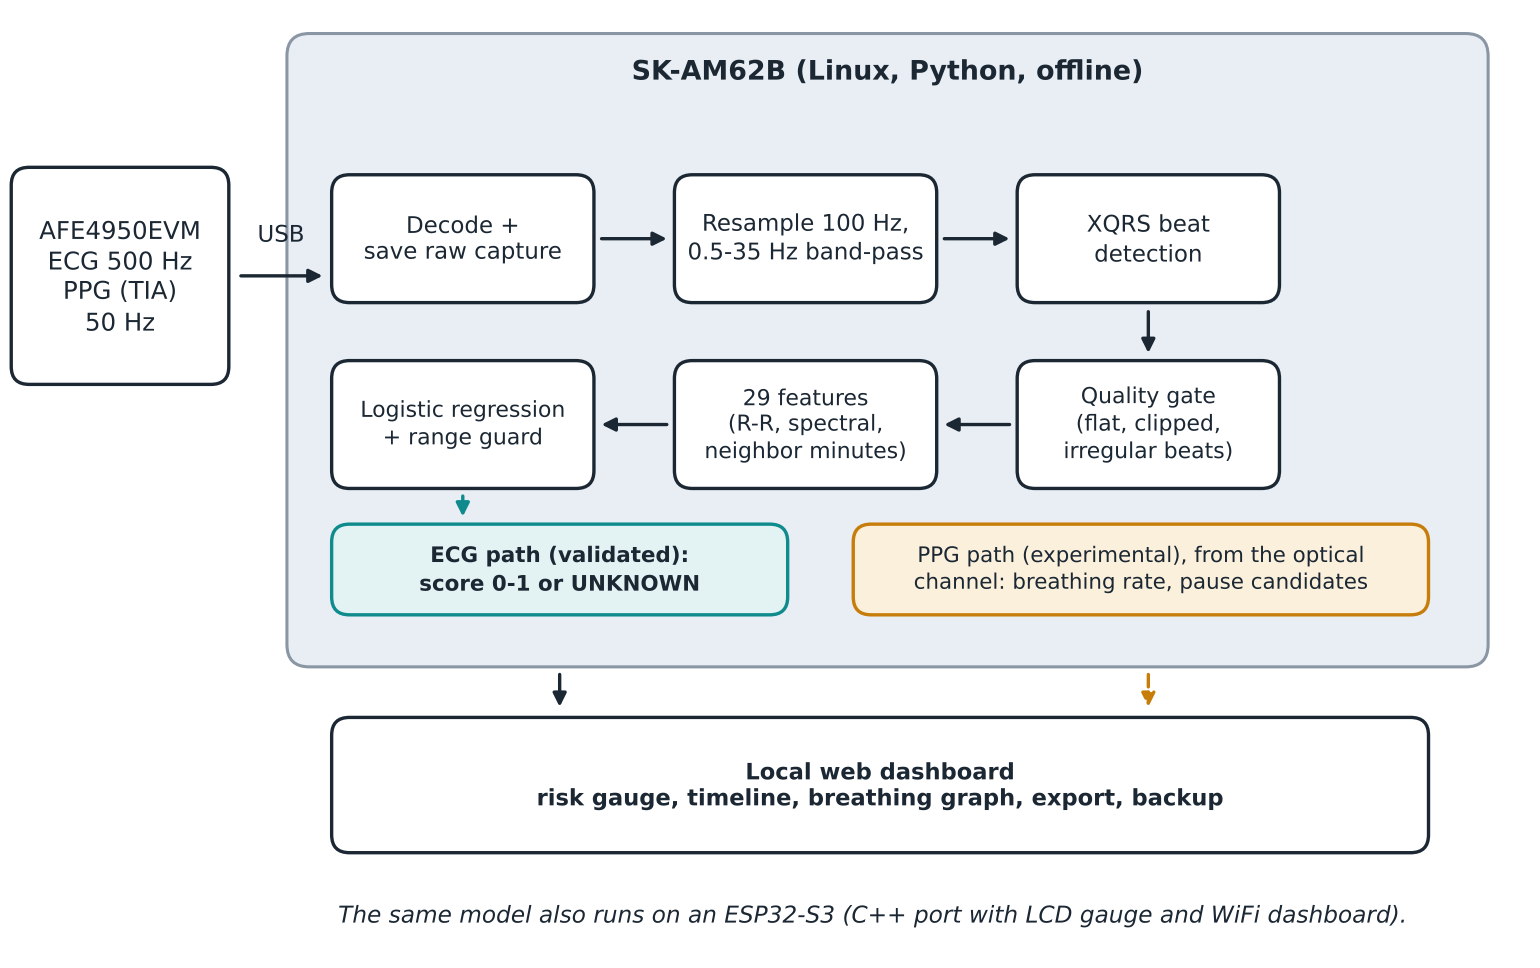 SK-AM62B (Linux, Python, offline)
AFE4950EVM
ECG 500 Hz
PPG (TIA)
50 Hz
USB
Decode +
save raw capture
Resample 100 Hz,
0.5-35 Hz band-pass
XQRS beat
detection
Logistic regression
+ range guard
29 features
(R-R, spectral,
neighbor minutes)
Quality gate
(flat, clipped,
irregular beats)
ECG path (validated):
score 0-1 or UNKNOWN
PPG path (experimental), from the optical
channel: breathing rate, pause candidates
Local web dashboard
risk gauge, timeline, breathing graph, export, backup
The same model also runs on an ESP32-S3 (C++ port with LCD gauge and WiFi dashboard).